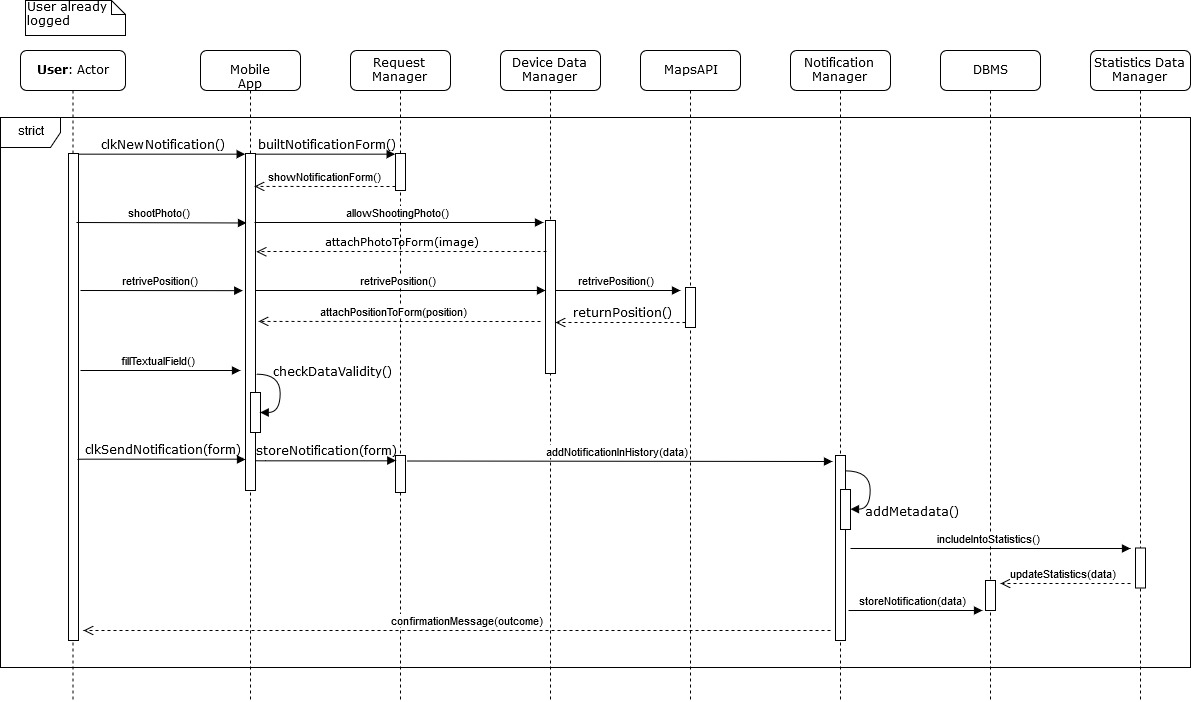 User already
logged
User: Actor
Mobile
App
Request
Manager
Device Data
Manager
MapsAPI
Notification
Manager
DBMS
Statistics Data
Manager
strict
clkNewNotification()
builtNotificationForm()
showNotificationForm()
shootPhoto()
allowShootingPhoto()
attachPhotoToForm(image)
retrivePosition()
retrivePosition()
retrivePosition()
attachPositionToForm(position)
returnPosition()
fillTextualField()
checkDataValidity()
clkSendNotification(form)
storeNotification(form)
addNotificationInHistory(data)
addMetadata()
includeIntoStatistics()
updateStatistics(data)
storeNotification(data)
confirmationMessage(outcome)